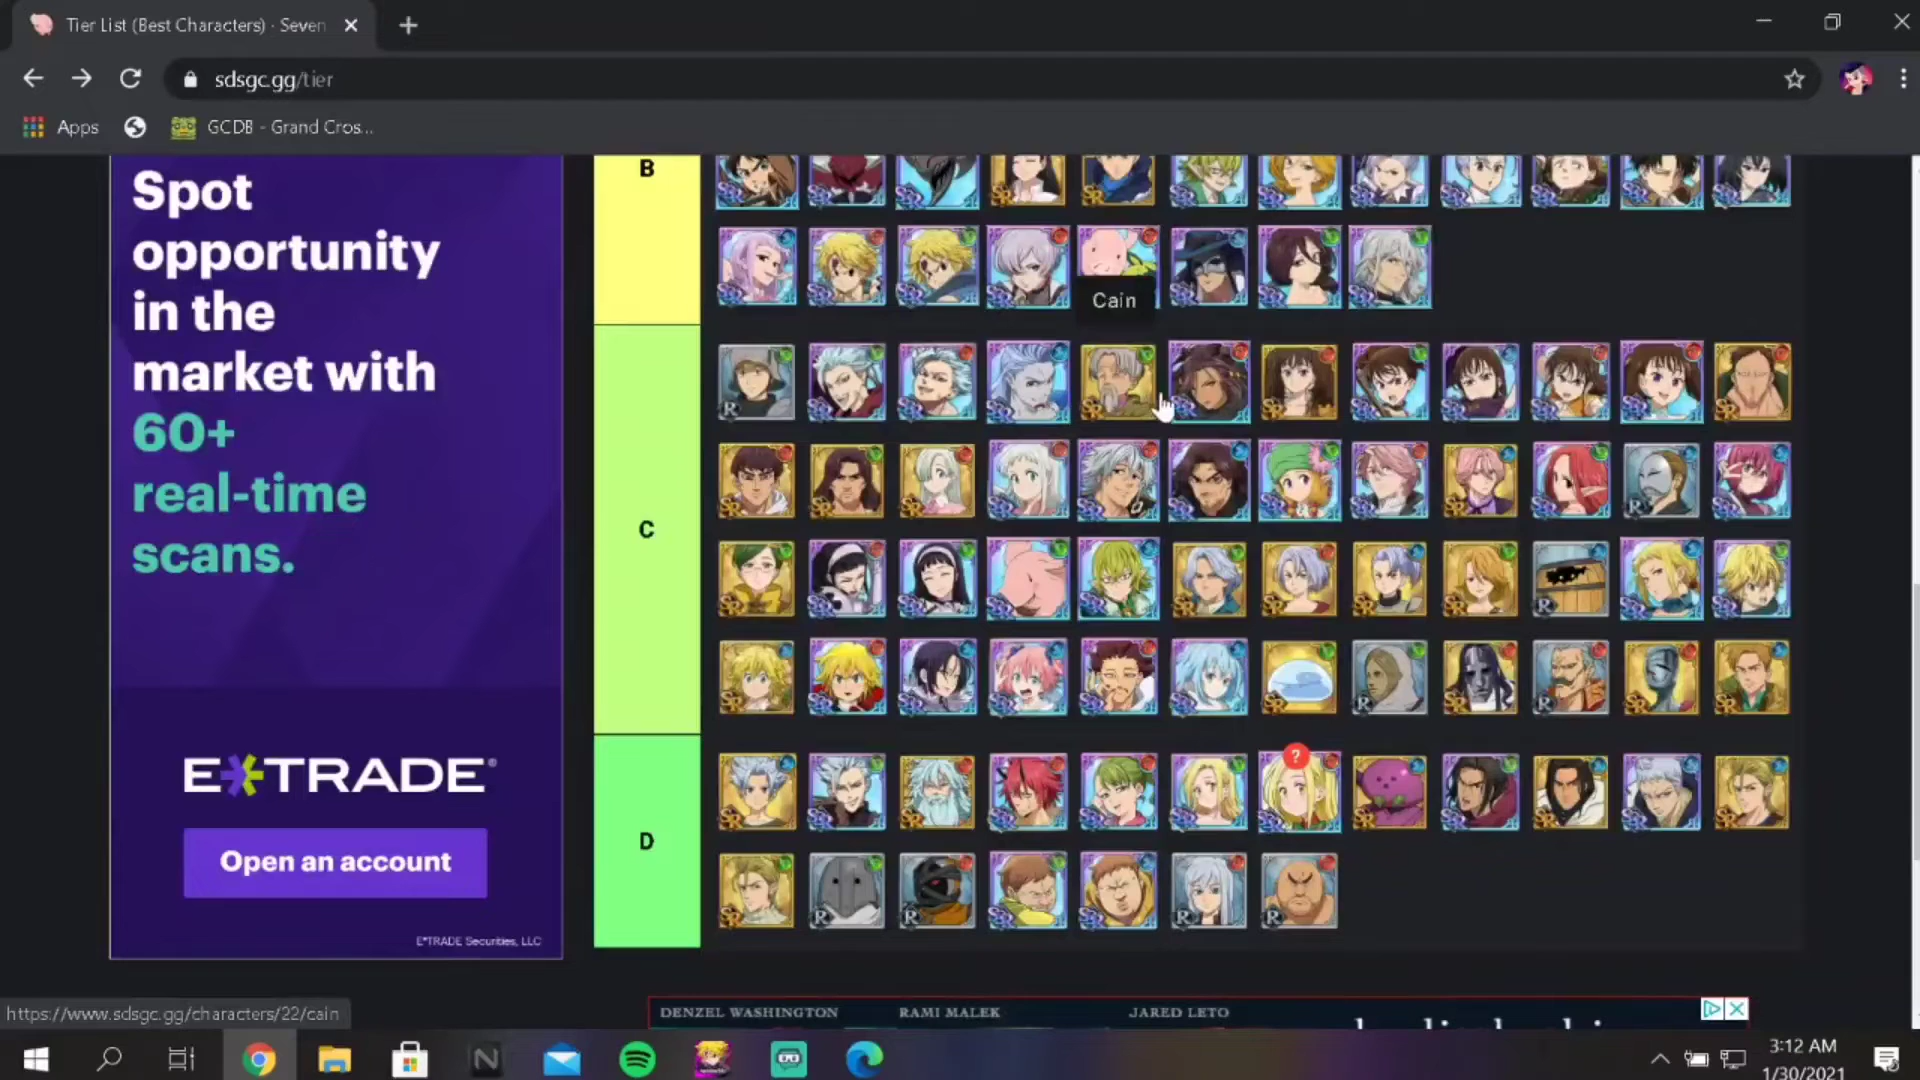 Tier List (Best Characters) · Seven
sdsgc.gg/tier
Apps
GCDB - Grand Cros...
Spot
opportunity
in the
market with
60+
real-time
scans.
E*TRADE®
Open an account
E*TRADE Securities, LLC
B
Cain
C
D
?
https://www.sdsgc.gg/characters/22/cain
DENZEL WASHINGTON RAMI MALEK JARED LETO
3:12 AM
1/30/2021